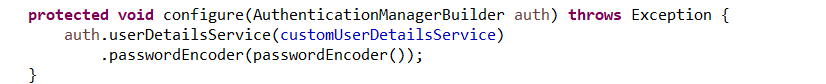 protected void configure(AuthenticationManagerBuilder auth) throws Exception {
    auth.userDetailsService(customUserDetailsService)
        .passwordEncoder(passwordEncoder());
}